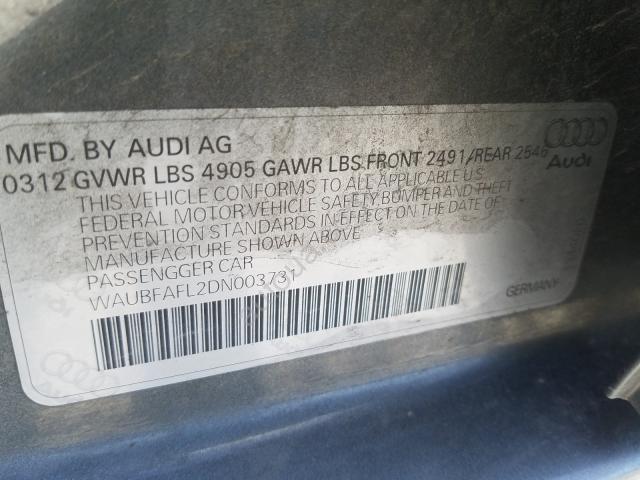 MFD. BY AUDI AG
0312 GVWR LBS 4905 GAWR LBS FRONT 2491/REAR 2546
Audi
THIS VEHICLE CONFORMS TO ALL APPLICABLE U.S.
FEDERAL MOTOR VEHICLE SAFETY BUMPER AND THEFT
PREVENTION STANDARDS IN EFFECT ON THE DATE OF
MANUFACTURE SHOWN ABOVE
PASSENGGER CAR
GERMANY